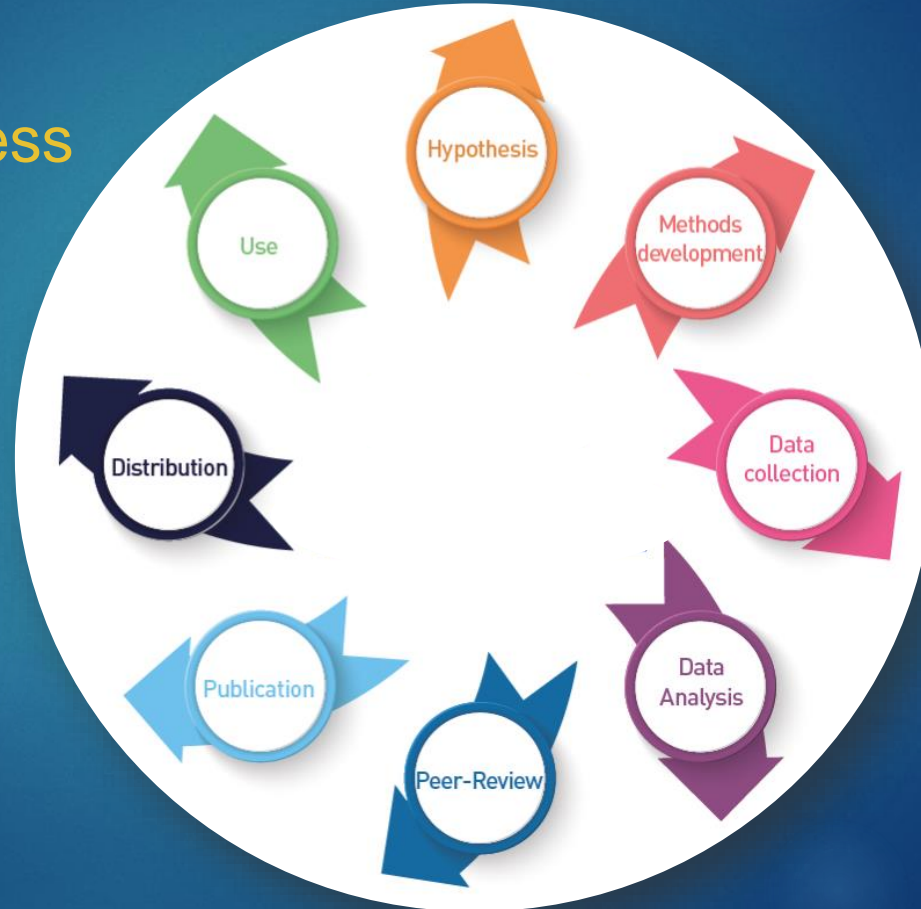 ess
Hypothesis
Methods
development
Data
collection
Data
Analysis
Peer-Review
Publication
Distribution
Use